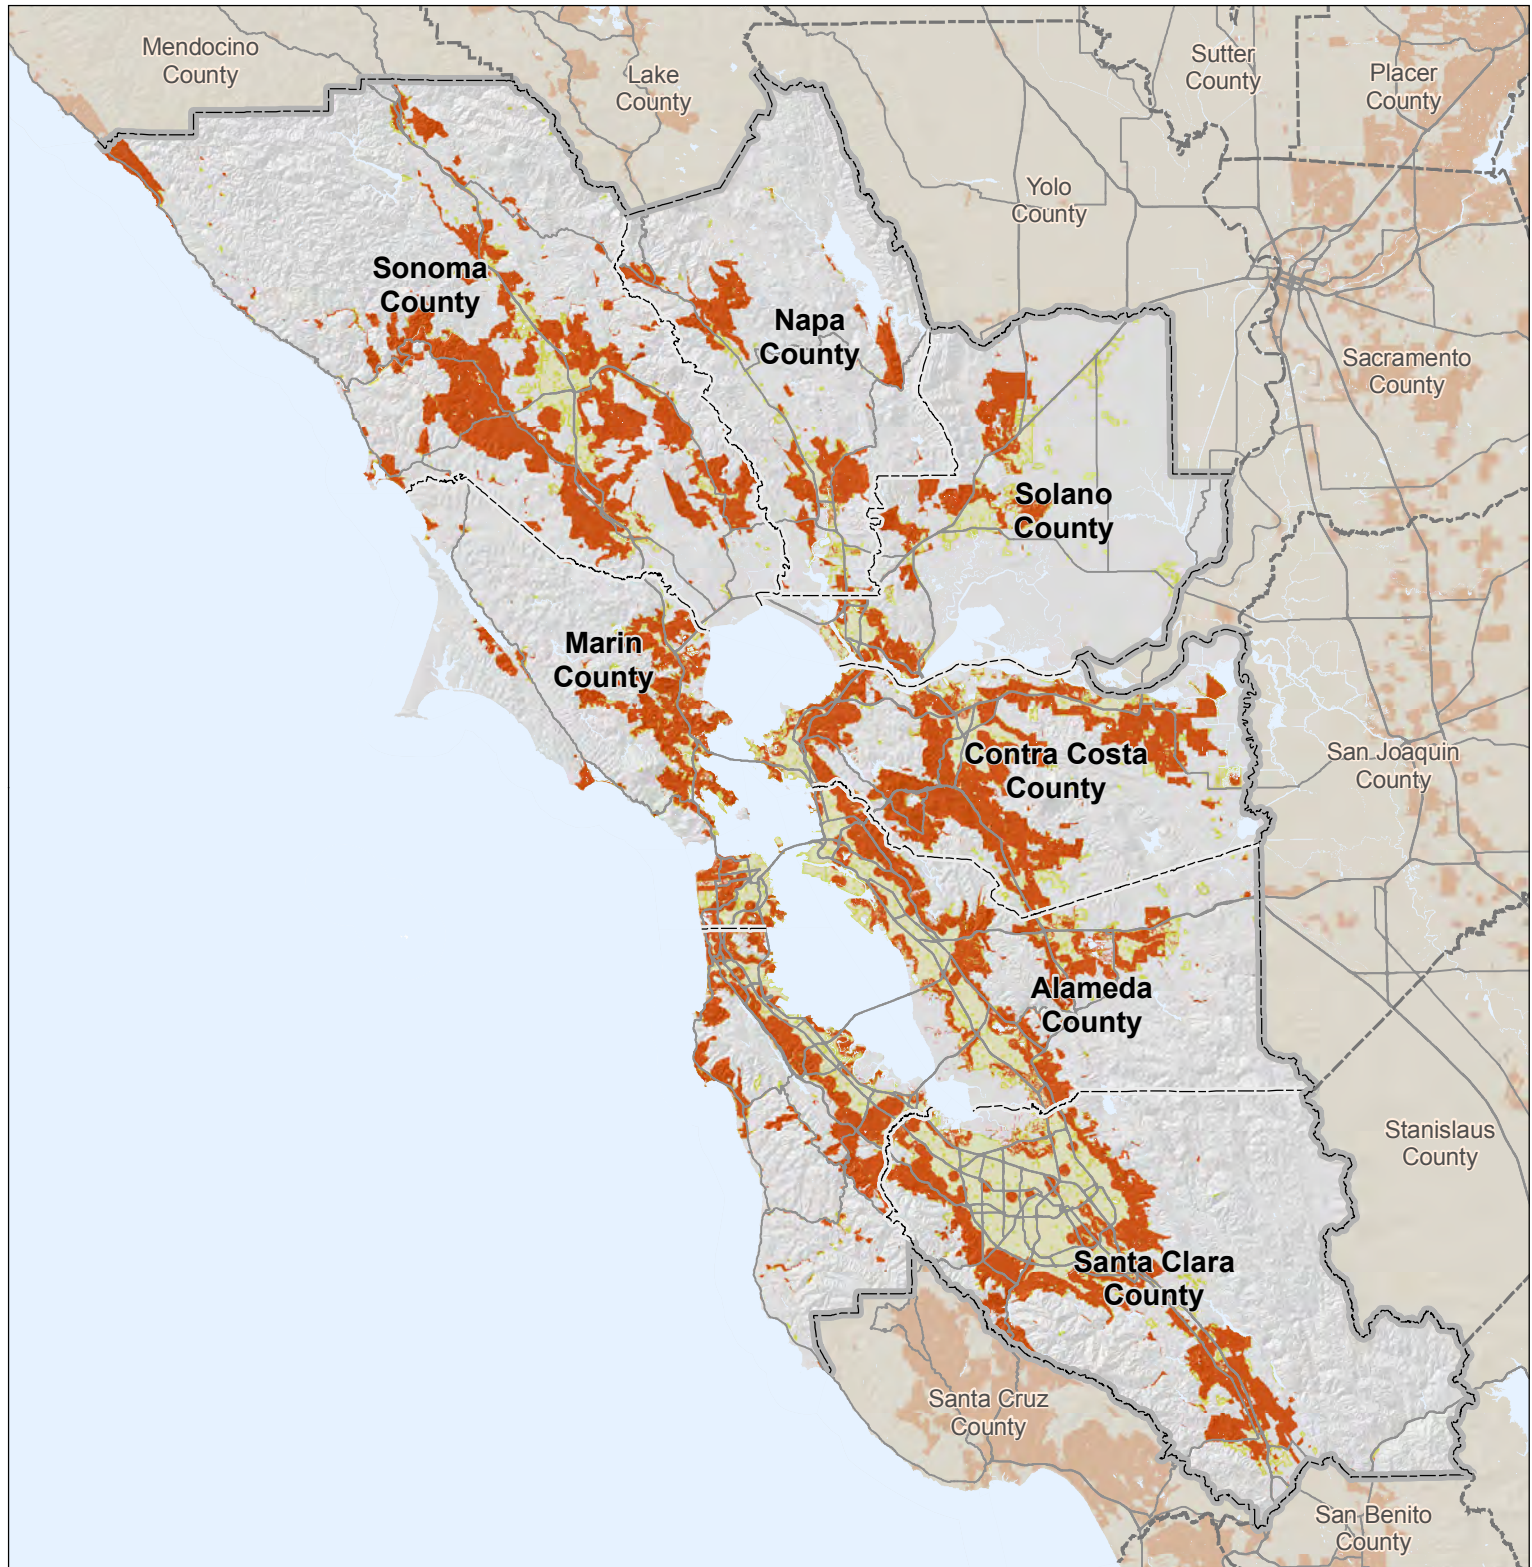 Mendocino
County
Lake
County
Sutter
County
Placer
County
Yolo
County
Sonoma
County
Napa
County
Sacramento
County
Solano
County
Marin
County
Contra Costa
County
San Joaquin
County
Alameda
County
Stanislaus
County
Santa Clara
County
Santa Cruz
County
San Benito
County